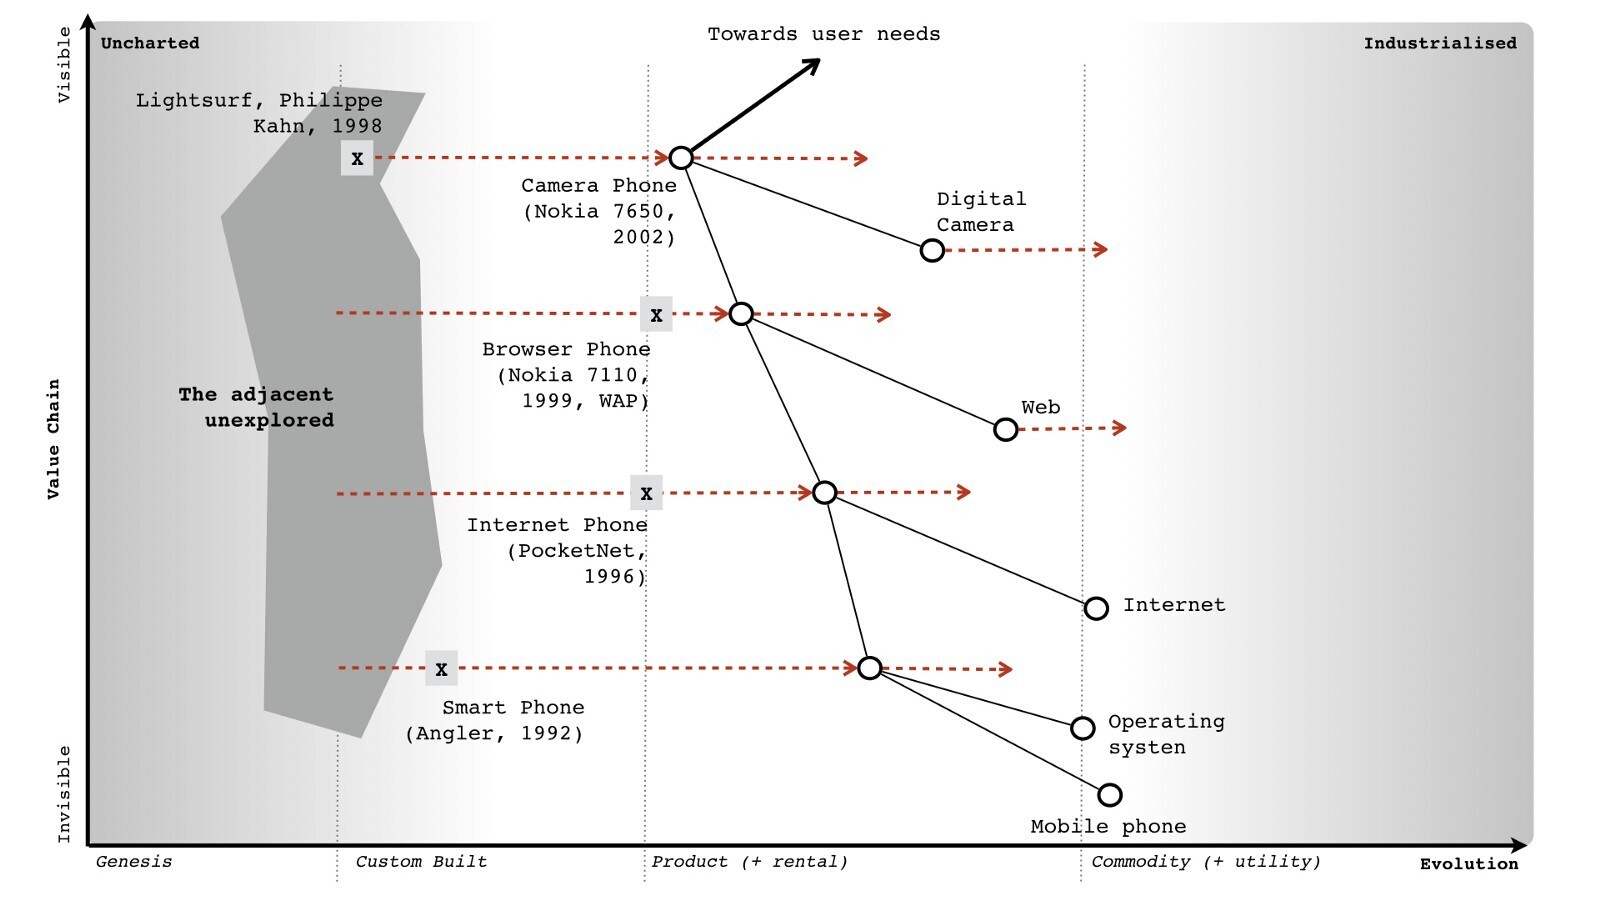 Towards user needs
Visible
Uncharted
Industrialised
Lightsurf, Philippe
Kahn, 1998
X
Camera Phone
(Nokia 7650,
2002)
Digital
Camera
X
Browser Phone
(Nokia 7110,
1999, WAP)
The adjacent
unexplored
Value Chain
Web
X
Internet Phone
(PocketNet,
1996)
Internet
X
Smart Phone
(Angler, 1992)
Operating
systen
Invisible
Mobile phone
Genesis
Custom Built
Product (+ rental)
Commodity (+ utility)
Evolution